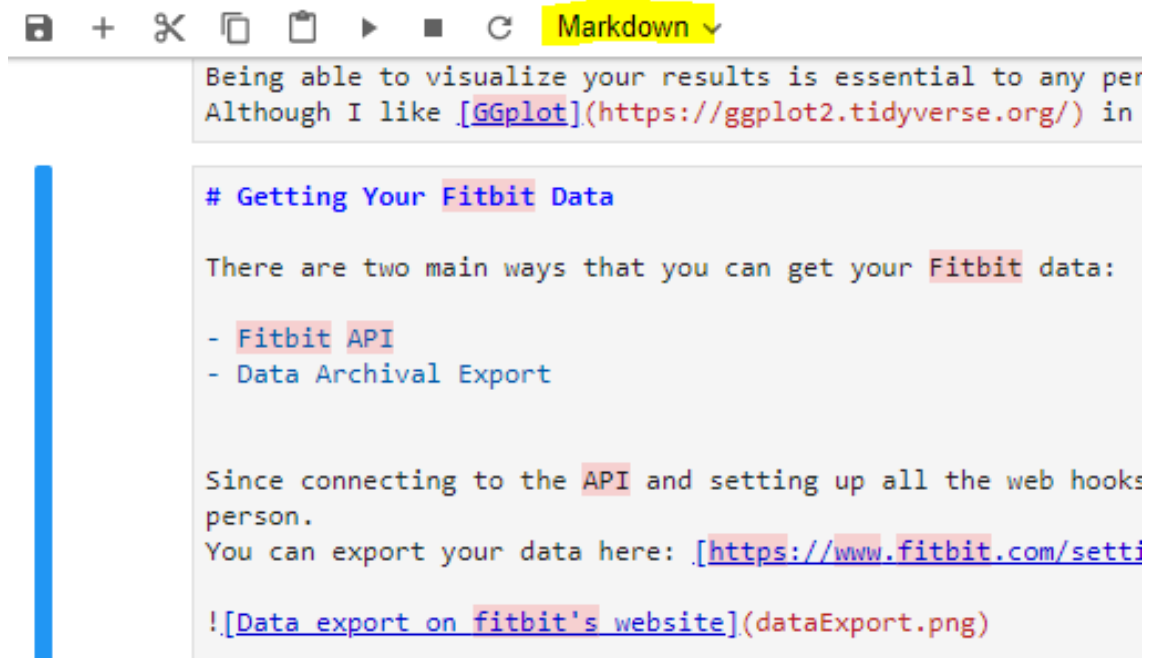 Markdown
Being able to visualize your results is essential to any per
Although I like [GGplot](https://ggplot2.tidyverse.org/) in
# Getting Your Fitbit Data
There are two main ways that you can get your Fitbit data:
- Fitbit API
- Data Archival Export
Since connecting to the API and setting up all the web hooks
person.
You can export your data here: [https://www.fitbit.com/setti
![Data export on fitbit's website](dataExport.png)